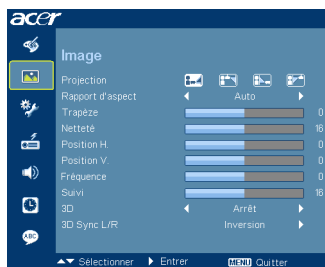 acer
Image
Projection
Rapport d'aspect Auto
Trapèze 0
Netteté 16
Position H. 0
Position V. 0
Fréquence 0
Suivi 16
3D Arrêt
3D Sync L/R Inversion
ABC
Sélectionner Entrer MENU Quitter